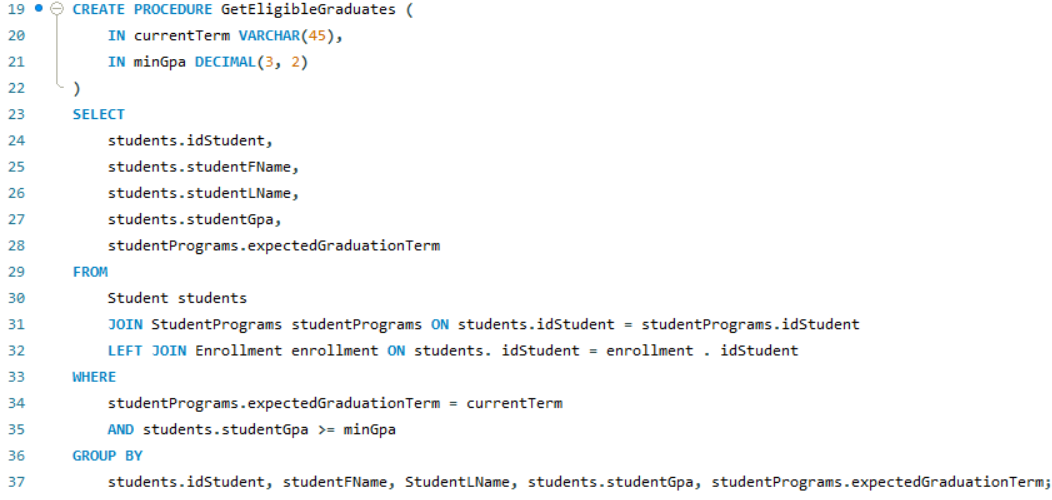 19 CREATE PROCEDURE GetEligibleGraduates (
20 IN currentTerm VARCHAR(45),
21 IN minGpa DECIMAL(3, 2)
22 )
23 SELECT
24 students.idStudent,
25 students.studentFName,
26 students.studentLName,
27 students.studentGpa,
28 studentPrograms.expectedGraduationTerm
29 FROM
30 Student students
31 JOIN StudentPrograms studentPrograms ON students.idStudent = studentPrograms.idStudent
32 LEFT JOIN Enrollment enrollment ON students. idStudent = enrollment . idStudent
33 WHERE
34 studentPrograms.expectedGraduationTerm = currentTerm
35 AND students.studentGpa >= minGpa
36 GROUP BY
37 students.idStudent, studentFName, StudentLName, students.studentGpa, studentPrograms.expectedGraduationTerm;